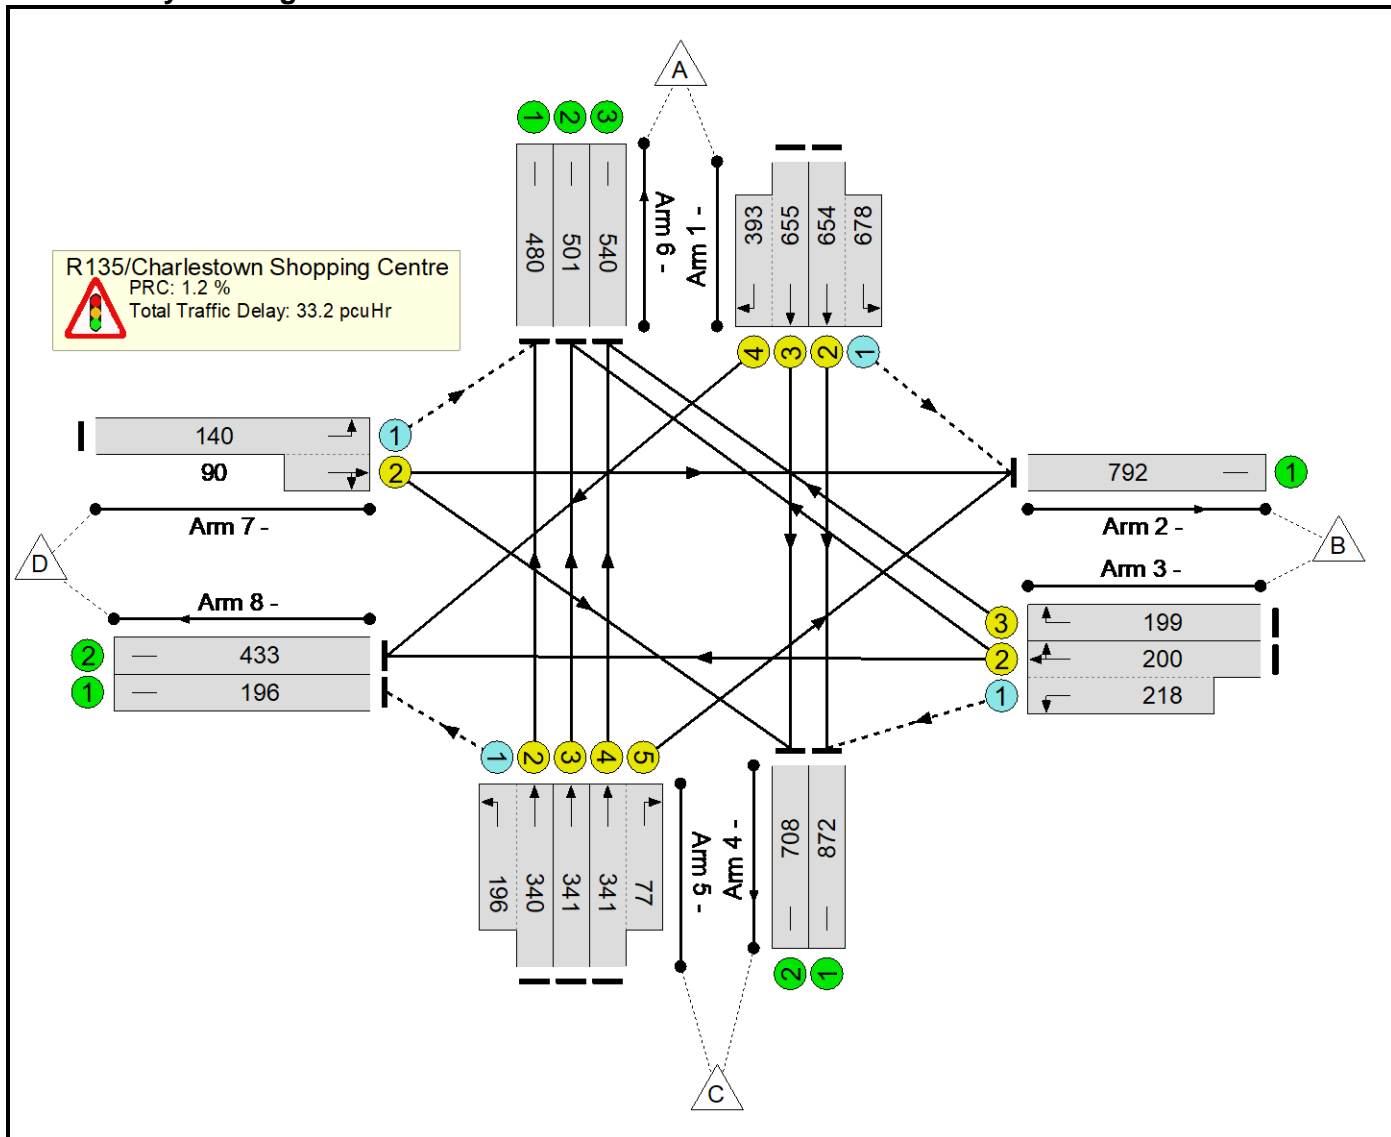 A
1 2 3
480 501 540
Arm 6 -
Arm 1 -
393 655 654 678
4 3 2 1
R135/Charlestown Shopping Centre
PRC: 1.2 %
Total Traffic Delay: 33.2 pcuHr
140 1
90 2
Arm 7 -
D
Arm 8 -
2 433
1 196
792 1
Arm 2 -
B
Arm 3 -
3 199
2 200
1 218
1 2 3 4 5
196 340 341 341 77
Arm 5 -
Arm 4 -
708 872
2 1
C